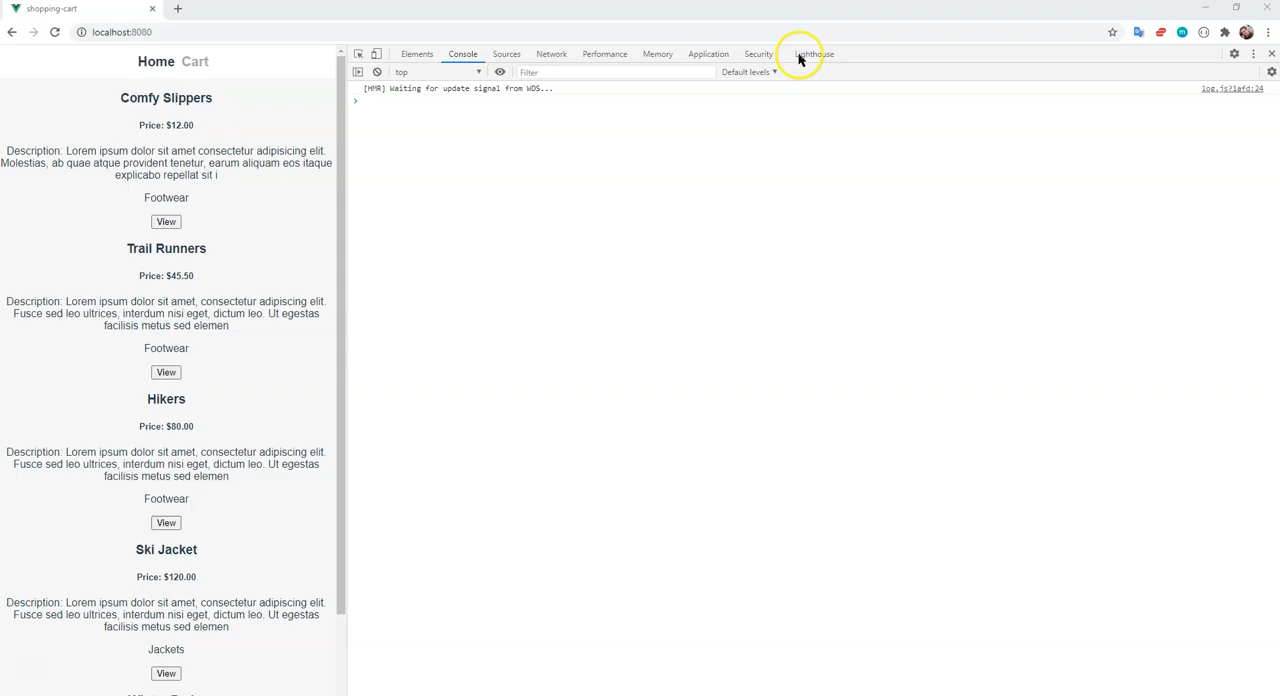 shopping-cart
localhost:8080
Elements Console Sources Network Performance Memory Application Security Lighthouse
top Filter Default levels
[HMR] Waiting for update signal from WDS... log.js?1afd:24
Home Cart
Comfy Slippers
Price: $12.00
Description: Lorem ipsum dolor sit amet consectetur adipisicing elit.
Molestias, ab quae atque provident tenetur, earum aliquam eos itaque
explicabo repellat sit i
Footwear
View
Trail Runners
Price: $45.50
Description: Lorem ipsum dolor sit amet, consectetur adipiscing elit.
Fusce sed leo ultrices, interdum nisi eget, dictum leo. Ut egestas
facilisis metus sed elemen
Footwear
View
Hikers
Price: $80.00
Description: Lorem ipsum dolor sit amet, consectetur adipiscing elit.
Fusce sed leo ultrices, interdum nisi eget, dictum leo. Ut egestas
facilisis metus sed elemen
Footwear
View
Ski Jacket
Price: $120.00
Description: Lorem ipsum dolor sit amet, consectetur adipiscing elit.
Fusce sed leo ultrices, interdum nisi eget, dictum leo. Ut egestas
facilisis metus sed elemen
Jackets
View